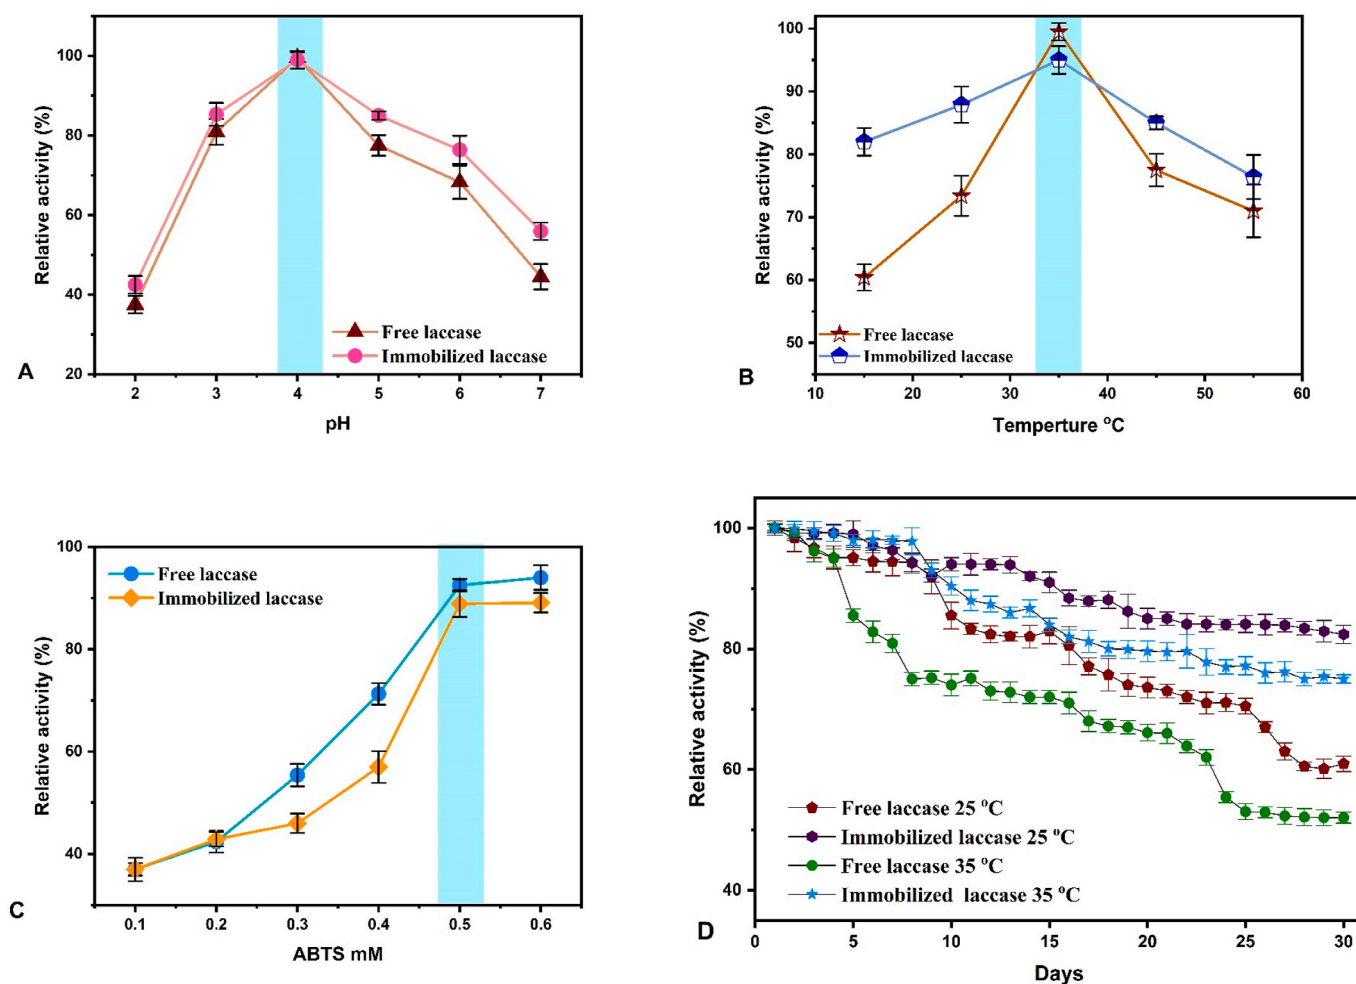 Relative activity (%)
100
80
60
40
20
2
3
4
5
6
7
pH
Free laccase
Immobilized laccase
A
Relative activity (%)
100
90
80
70
60
50
10
20
30
40
50
60
Temperture °C
Free laccase
Immobilized laccase
B
Relative activity (%)
100
80
60
40
0.1
0.2
0.3
0.4
0.5
0.6
ABTS mM
Free laccase
Immobilized laccase
C
Relative activity (%)
100
80
60
40
0
5
10
15
20
25
30
Days
Free laccase 25 °C
Immobilized laccase 25 °C
Free laccase 35 °C
Immobilized laccase 35 °C
D